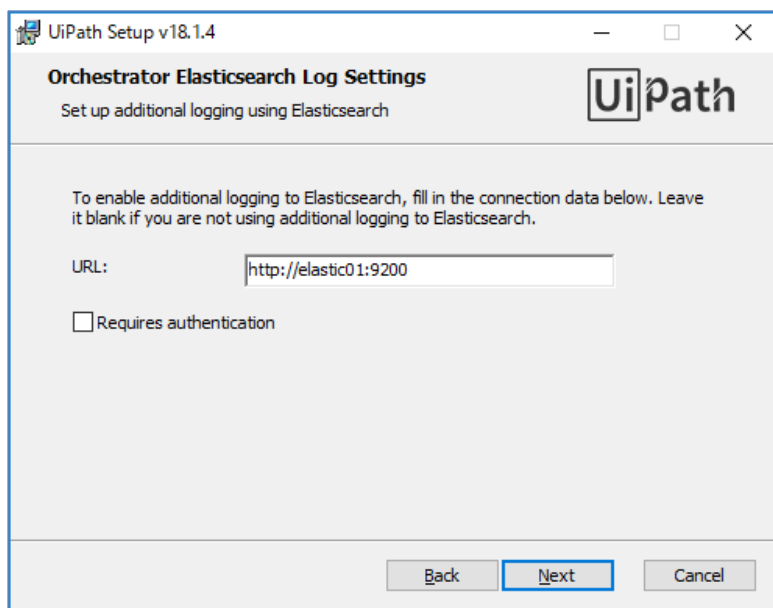 UiPath Setup v18.1.4
Orchestrator Elasticsearch Log Settings
Set up additional logging using Elasticsearch
UiPath
To enable additional logging to Elasticsearch, fill in the connection data below. Leave
it blank if you are not using additional logging to Elasticsearch.
URL:
http://elastic01:9200
Requires authentication
Back
Next
Cancel